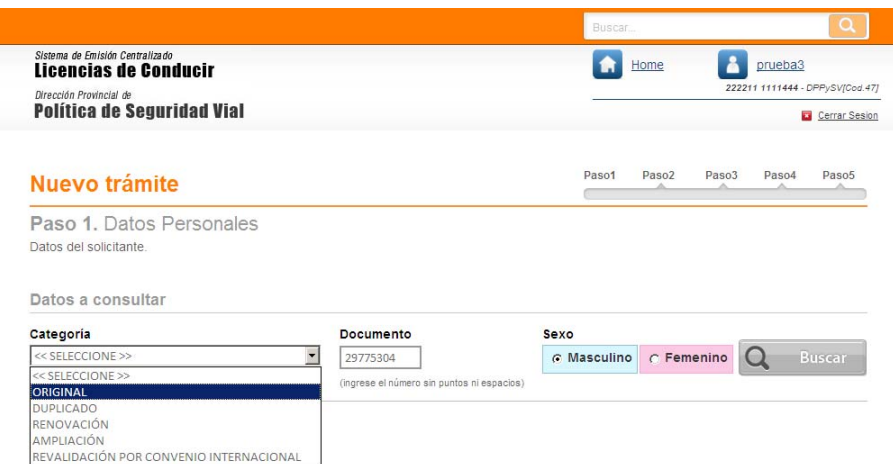 Buscar...
Sistema de Emisión Centralizado
Licencias de Conducir
Dirección Provincial de
Política de Seguridad Vial
Home
prueba3
222211 1111444 - DPPySV[Cod.47]
Cerrar Sesion
Nuevo trámite
Paso1 Paso2 Paso3 Paso4 Paso5
Paso 1. Datos Personales
Datos del solicitante.
Datos a consultar
Categoría
Documento
Sexo
<< SELECCIONE >>
29775304
Masculino
Femenino
Buscar
(ingrese el número sin puntos ni espacios)
<< SELECCIONE >>
ORIGINAL
DUPLICADO
RENOVACIÓN
AMPLIACIÓN
REVALIDACIÓN POR CONVENIO INTERNACIONAL